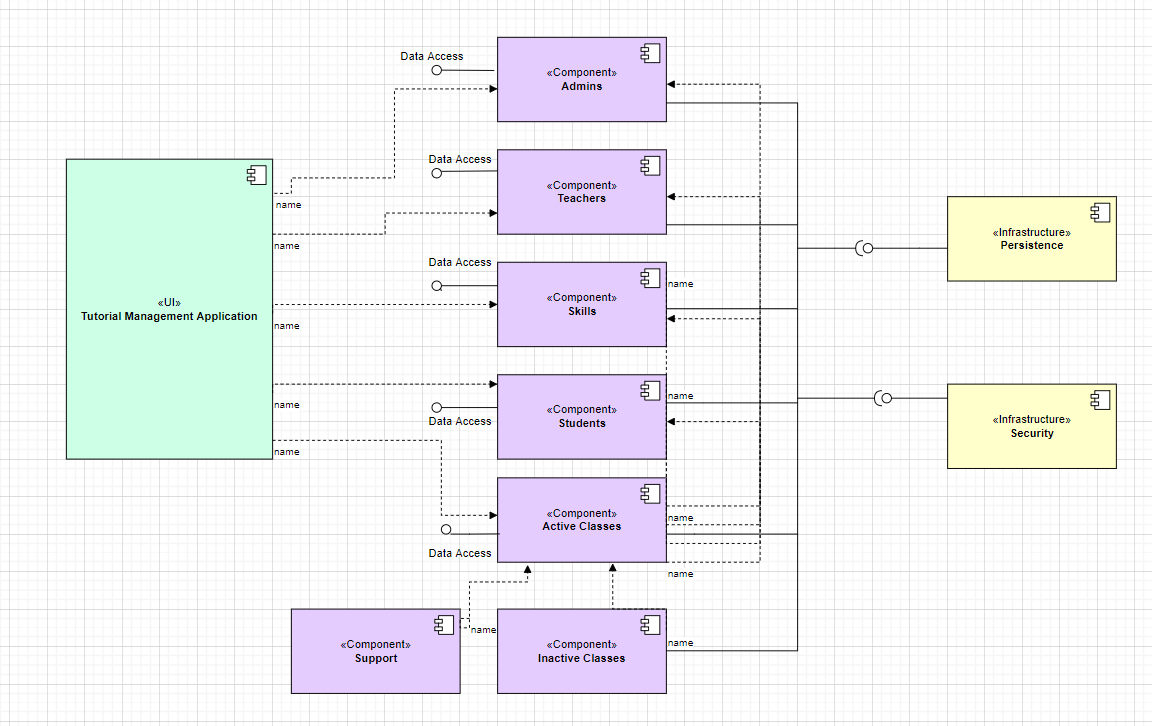 Data Access
«Component»
Admins
Data Access
«Component»
Teachers
name
name
«Infrastructure»
Persistence
Data Access
name
«Component»
Skills
«UI»
Tutorial Management Application
name
name
«Component»
Students
name
Data Access
«Infrastructure»
Security
name
«Component»
Active Classes
name
Data Access
name
name
«Component»
Support
«Component»
Inactive Classes
name